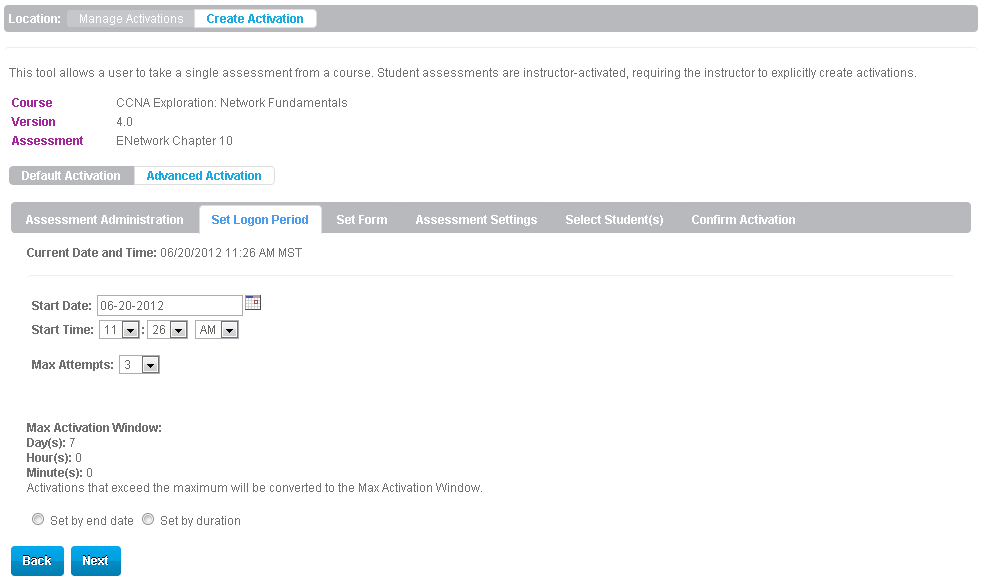 Location: Manage Activations Create Activation
This tool allows a user to take a single assessment from a course. Student assessments are instructor-activated, requiring the instructor to explicitly create activations.
Course CCNA Exploration: Network Fundamentals
Version 4.0
Assessment ENetwork Chapter 10
Default Activation Advanced Activation
Assessment Administration Set Logon Period Set Form Assessment Settings Select Student(s) Confirm Activation
Current Date and Time: 06/20/2012 11:26 AM MST
Start Date: 06-20-2012
Start Time: 11 : 26 AM
Max Attempts: 3
Max Activation Window:
Day(s): 7
Hour(s): 0
Minute(s): 0
Activations that exceed the maximum will be converted to the Max Activation Window.
Set by end date Set by duration
Back Next